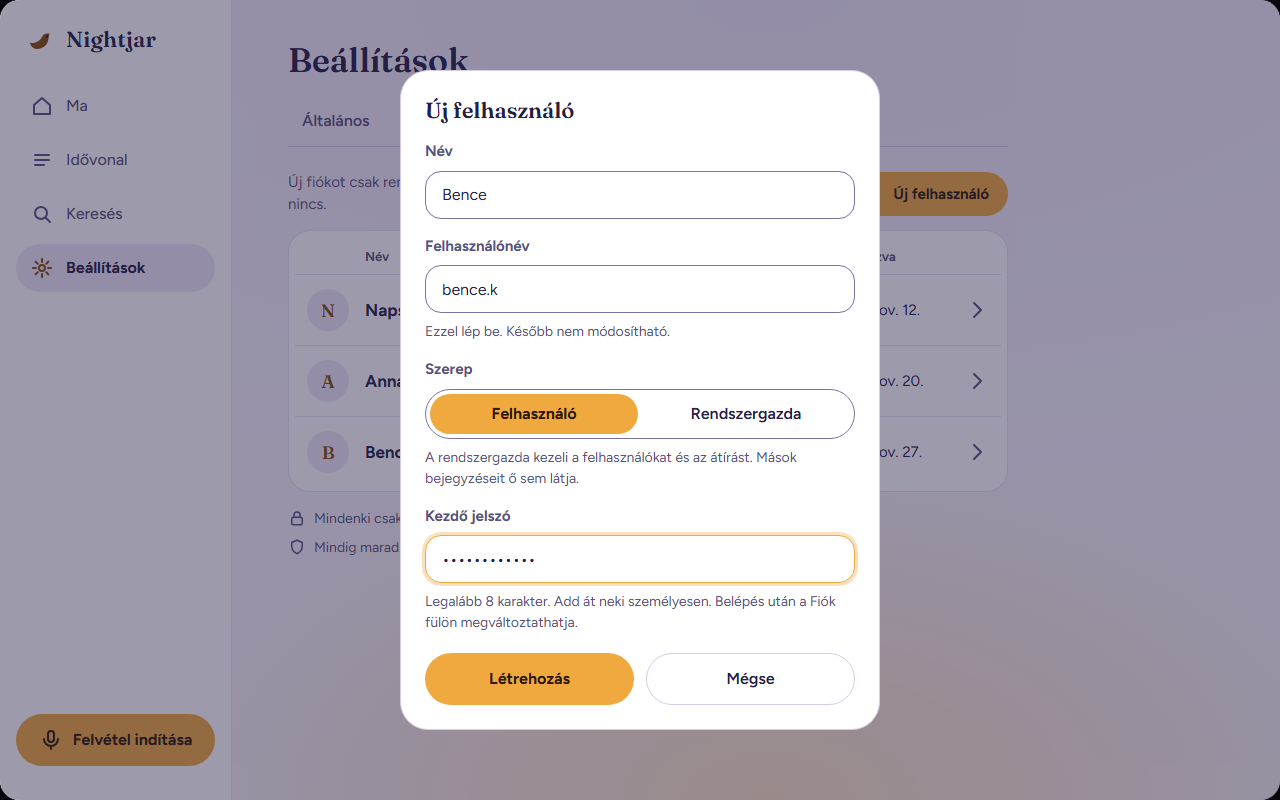 Nightjar
Ma
Idővonal
Keresés
Beállítások
Felvétel indítása
Beállítások
Általános
Új fiókot csak
nincs.
Új felhasználó
Név
N
A
Anna
B
ov. 12.
ov. 20.
ov. 27.
Mindenki csak
Mindig marad
Új felhasználó
Név
Bence
Felhasználónév
bence.k
Ezzel lép be. Később nem módosítható.
Szerep
Felhasználó
Rendszergazda
A rendszergazda kezeli a felhasználókat és az átírást. Mások
bejegyzéseit ő sem látja.
Kezdő jelszó
••••••••••••
Legalább 8 karakter. Add át neki személyesen. Belépés után a Fiók
fülön megváltoztathatja.
Létrehozás
Mégse